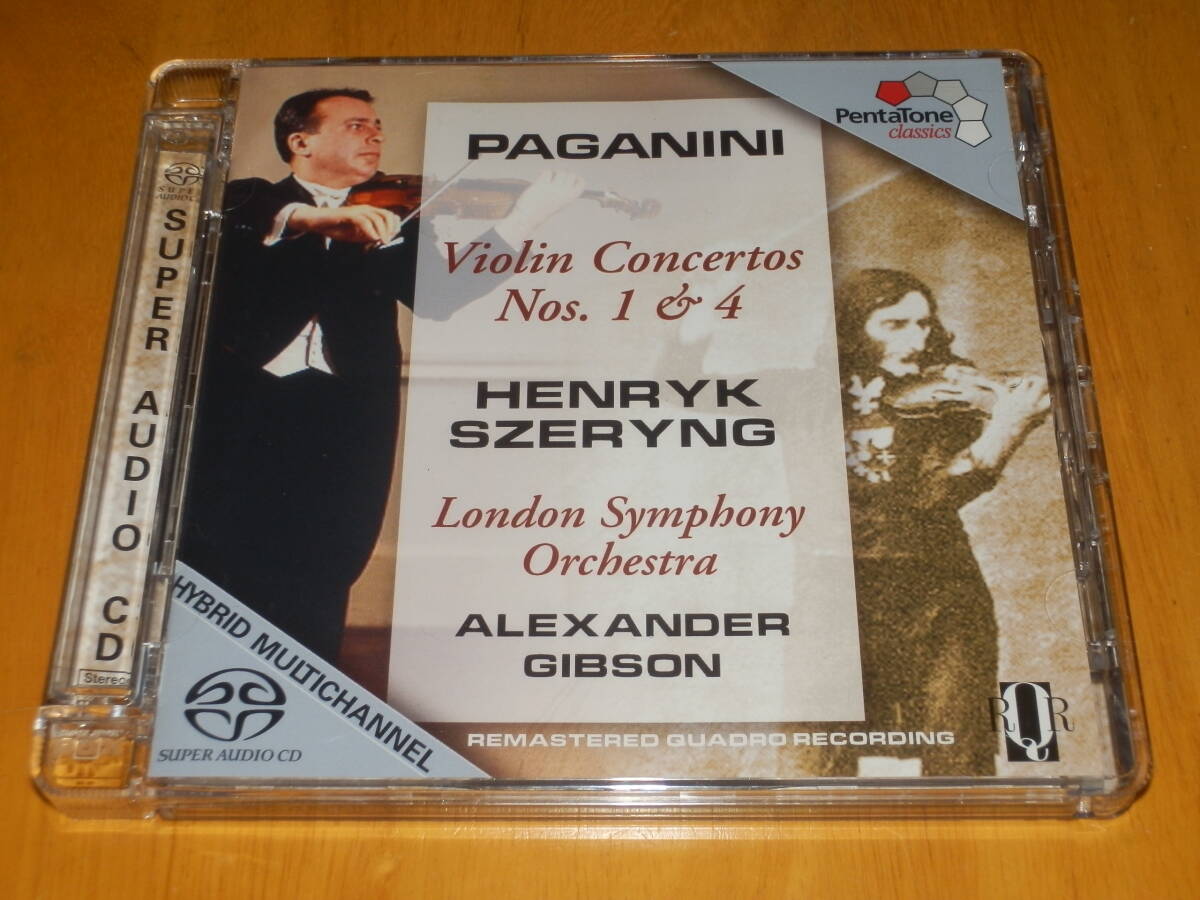 PAGANINI
PentaTone
classics
Violin Concertos
Nos. 1 & 4
HENRYK
SZERYNG
London Symphony
Orchestra
ALEXANDER
GIBSON
REMASTERED QUADRO RECORDING
RQR
HYBRID MULTICHANNEL
SUPER AUDIO CD
SUPER AUDIO CD
Stereo